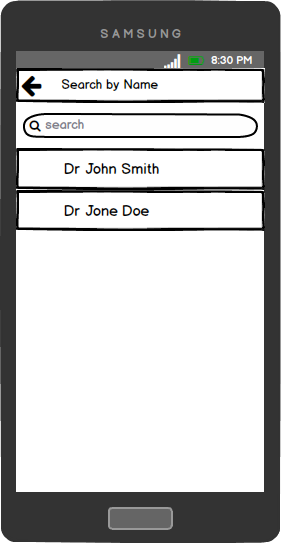 SAMSUNG
8:30 PM
Search by Name
search
Dr John Smith
Dr Jone Doe